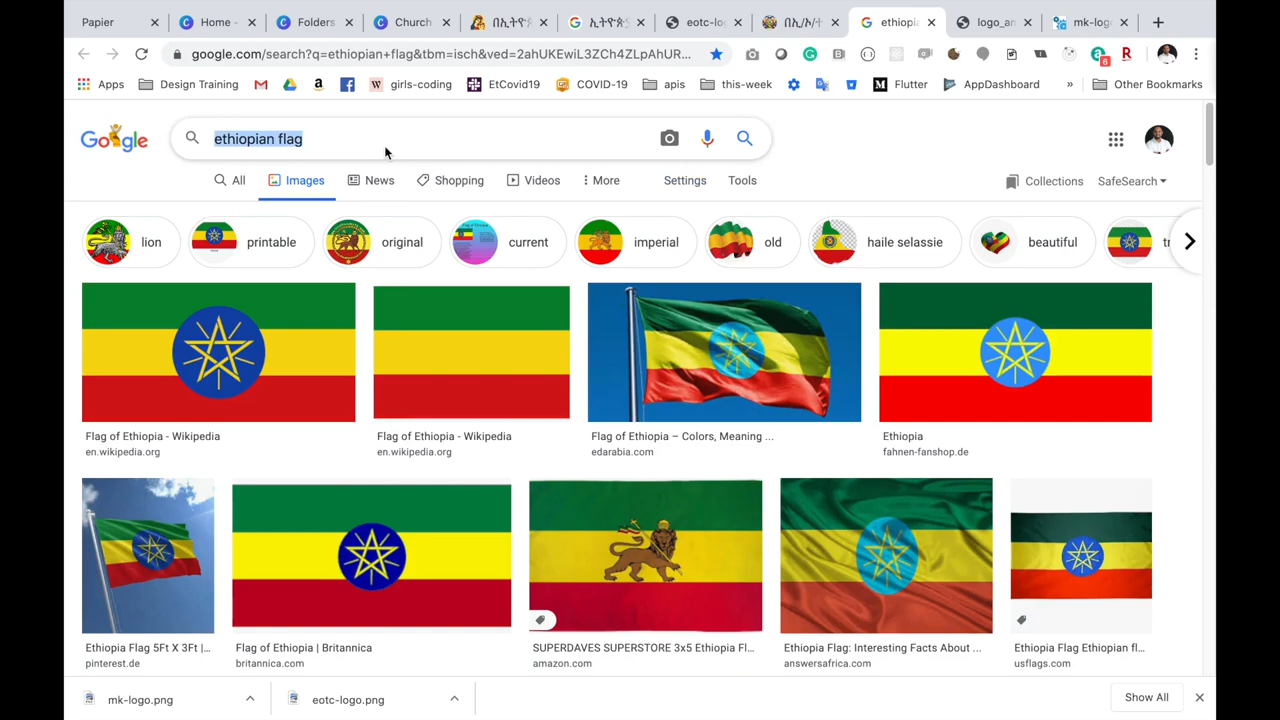 Papier
Home -
Folders
Church
በኢትዮጵ
ኢትዮጵያ
eotc-log
በኢ/ኦ/ተ
ethiopia
logo_an
mk-logo
google.com/search?q=ethiopian+flag&tbm=isch&ved=2ahUKEwiL3ZCh4ZLpAhUR...
6
Apps
Design Training
girls-coding
EtCovid19
COVID-19
apis
this-week
Flutter
AppDashboard
»
Other Bookmarks
Google
ethiopian flag
All
Images
News
Shopping
Videos
More
Settings
Tools
Collections
SafeSearch
lion
printable
original
current
imperial
old
haile selassie
beautiful
Flag of Ethiopia - Wikipedia
en.wikipedia.org
Flag of Ethiopia - Wikipedia
en.wikipedia.org
Flag of Ethiopia – Colors, Meaning ...
edarabia.com
Ethiopia
fahnen-fanshop.de
Ethiopia Flag 5Ft X 3Ft |...
pinterest.de
Flag of Ethiopia | Britannica
britannica.com
SUPERDAVES SUPERSTORE 3x5 Ethiopia Fl...
amazon.com
Ethiopia Flag: Interesting Facts About ...
answersafrica.com
Ethiopia Flag Ethiopian fl...
usflags.com
mk-logo.png
eotc-logo.png
Show All